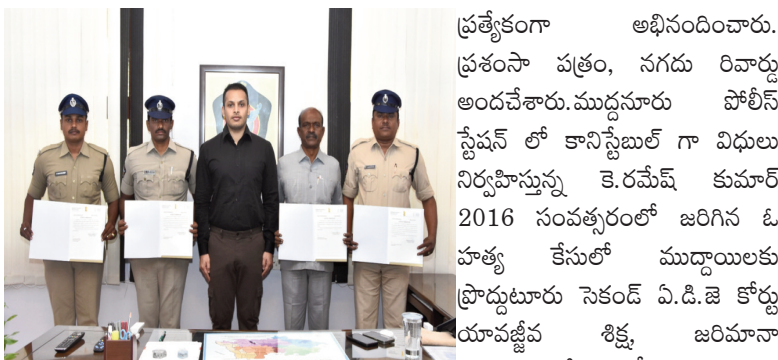 ప్రత్యేకంగా అభినందించారు.
ప్రశంసా పత్రం, నగదు రివార్డు
అందచేశారు.ముద్దనూరు పోలీస్
స్టేషన్ లో కానిస్టేబుల్ గా విధులు
నిర్వహిస్తున్న కె.రమేష్ కుమార్
2016 సంవత్సరంలో జరిగిన ఓ
హత్య కేసులో ముద్దాయిలకు
ప్రొద్దుటూరు సెకండ్ ఏ.డి.జె కోర్టు
యావజ్జీవ శిక్ష, జరిమానా